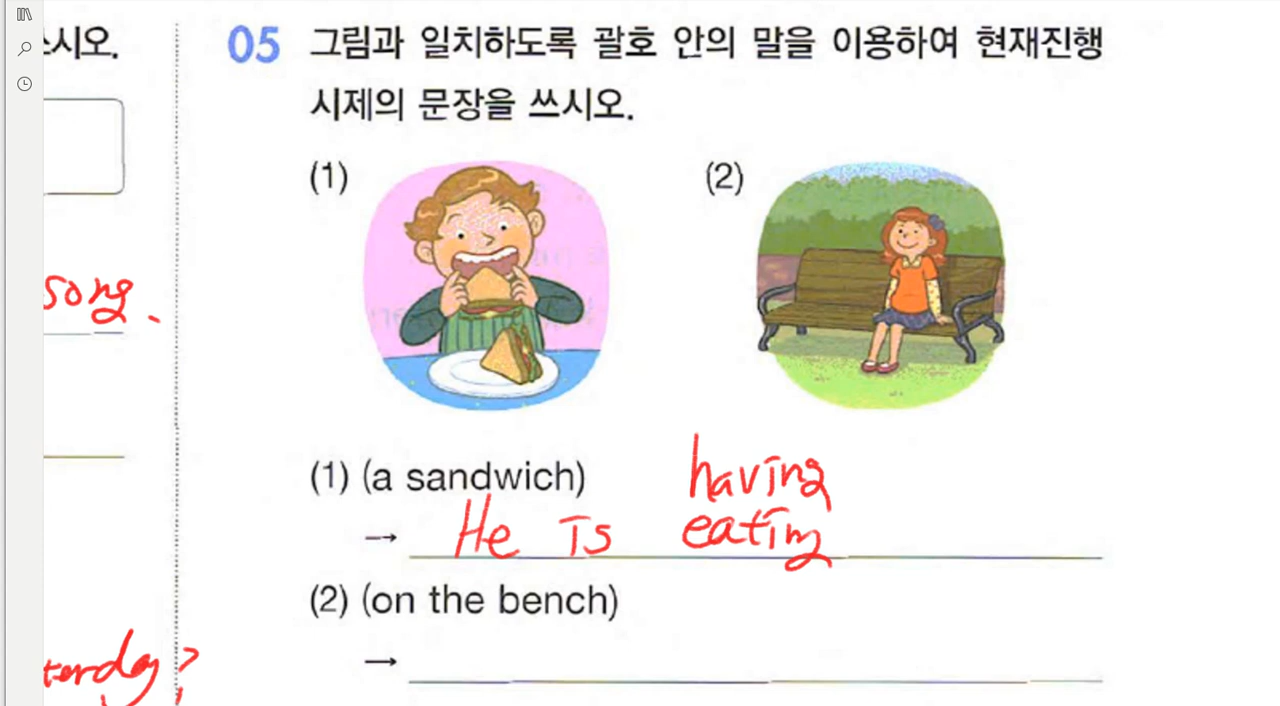 쓰시오.
05 그림과 일치하도록 괄호 안의 말을 이용하여 현재진행
시제의 문장을 쓰시오.
(1)
(2)
song.
(1) (a sandwich)
having
→ He is eating
(2) (on the bench)
→
terday?